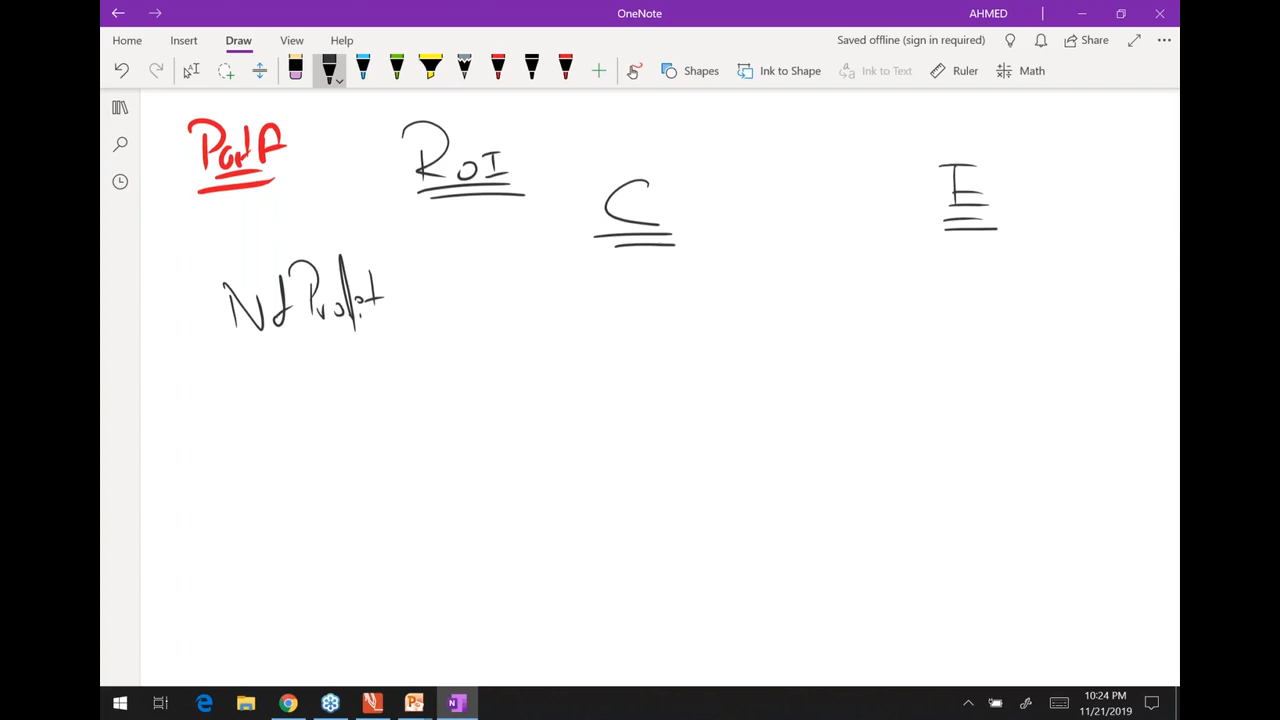 OneNote
AHMED
Home Insert Draw View Help
Saved offline (sign in required) Share
Shapes Ink to Shape Ink to Text Ruler Math
Part A
ROI
C
E
Net Profit
10:24 PM
11/21/2019